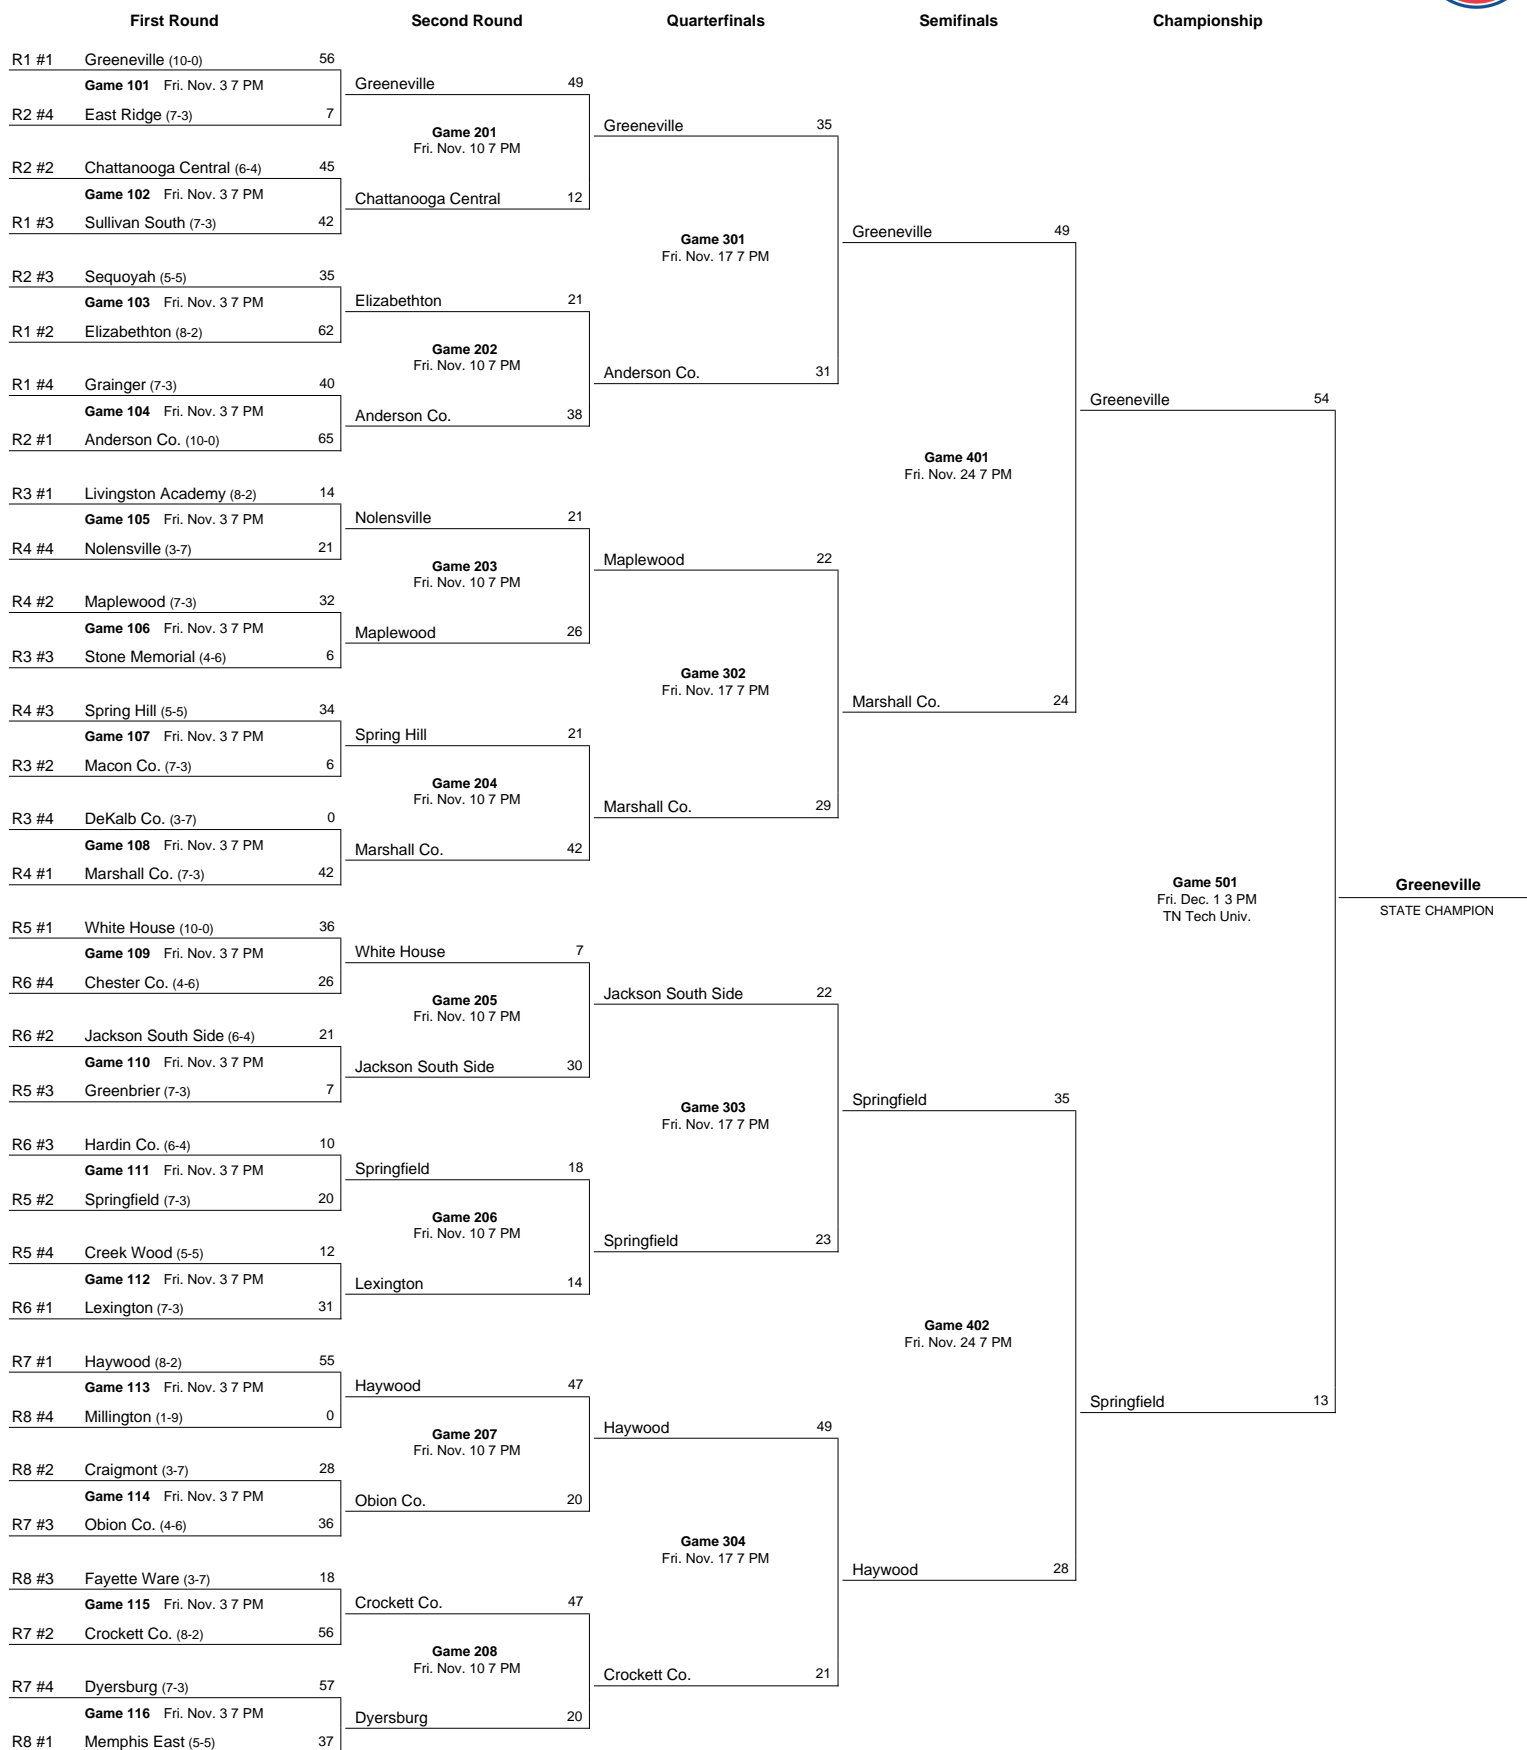 First Round Second Round Quarterfinals Semifinals Championship
R1 #1 Greeneville (10-0) 56
Game 101 Fri. Nov. 3 7 PM
R2 #4 East Ridge (7-3) 7
R2 #2 Chattanooga Central (6-4) 45
Game 102 Fri. Nov. 3 7 PM
R1 #3 Sullivan South (7-3) 42
R2 #3 Sequoyah (5-5) 35
Game 103 Fri. Nov. 3 7 PM
R1 #2 Elizabethton (8-2) 62
R1 #4 Grainger (7-3) 40
Game 104 Fri. Nov. 3 7 PM
R2 #1 Anderson Co. (10-0) 65
R3 #1 Livingston Academy (8-2) 14
Game 105 Fri. Nov. 3 7 PM
R4 #4 Nolensville (3-7) 21
R4 #2 Maplewood (7-3) 32
Game 106 Fri. Nov. 3 7 PM
R3 #3 Stone Memorial (4-6) 6
R4 #3 Spring Hill (5-5) 34
Game 107 Fri. Nov. 3 7 PM
R3 #2 Macon Co. (7-3) 6
R3 #4 DeKalb Co. (3-7) 0
Game 108 Fri. Nov. 3 7 PM
R4 #1 Marshall Co. (7-3) 42
R5 #1 White House (10-0) 36
Game 109 Fri. Nov. 3 7 PM
R6 #4 Chester Co. (4-6) 26
R6 #2 Jackson South Side (6-4) 21
Game 110 Fri. Nov. 3 7 PM
R5 #3 Greenbrier (7-3) 7
R6 #3 Hardin Co. (6-4) 10
Game 111 Fri. Nov. 3 7 PM
R5 #2 Springfield (7-3) 20
R5 #4 Creek Wood (5-5) 12
Game 112 Fri. Nov. 3 7 PM
R6 #1 Lexington (7-3) 31
R7 #1 Haywood (8-2) 55
Game 113 Fri. Nov. 3 7 PM
R8 #4 Millington (1-9) 0
R8 #2 Craigmont (3-7) 28
Game 114 Fri. Nov. 3 7 PM
R7 #3 Obion Co. (4-6) 36
R8 #3 Fayette Ware (3-7) 18
Game 115 Fri. Nov. 3 7 PM
R7 #2 Crockett Co. (8-2) 56
R7 #4 Dyersburg (7-3) 57
Game 116 Fri. Nov. 3 7 PM
R8 #1 Memphis East (5-5) 37
Greeneville 49
Game 201
Fri. Nov. 10 7 PM
Chattanooga Central 12
Elizabethton 21
Game 202
Fri. Nov. 10 7 PM
Anderson Co. 38
Nolensville 21
Game 203
Fri. Nov. 10 7 PM
Maplewood 26
Spring Hill 21
Game 204
Fri. Nov. 10 7 PM
Marshall Co. 42
White House 7
Game 205
Fri. Nov. 10 7 PM
Jackson South Side 30
Springfield 18
Game 206
Fri. Nov. 10 7 PM
Lexington 14
Haywood 47
Game 207
Fri. Nov. 10 7 PM
Obion Co. 20
Crockett Co. 47
Game 208
Fri. Nov. 10 7 PM
Dyersburg 20
Greeneville 35
Game 301
Fri. Nov. 17 7 PM
Anderson Co. 31
Maplewood 22
Game 302
Fri. Nov. 17 7 PM
Marshall Co. 29
Jackson South Side 22
Game 303
Fri. Nov. 17 7 PM
Springfield 23
Haywood 49
Game 304
Fri. Nov. 17 7 PM
Crockett Co. 21
Greeneville 49
Game 401
Fri. Nov. 24 7 PM
Marshall Co. 24
Springfield 35
Game 402
Fri. Nov. 24 7 PM
Haywood 28
Greeneville 54
Game 501
Fri. Dec. 1 3 PM
TN Tech Univ.
Springfield 13
Greeneville
STATE CHAMPION